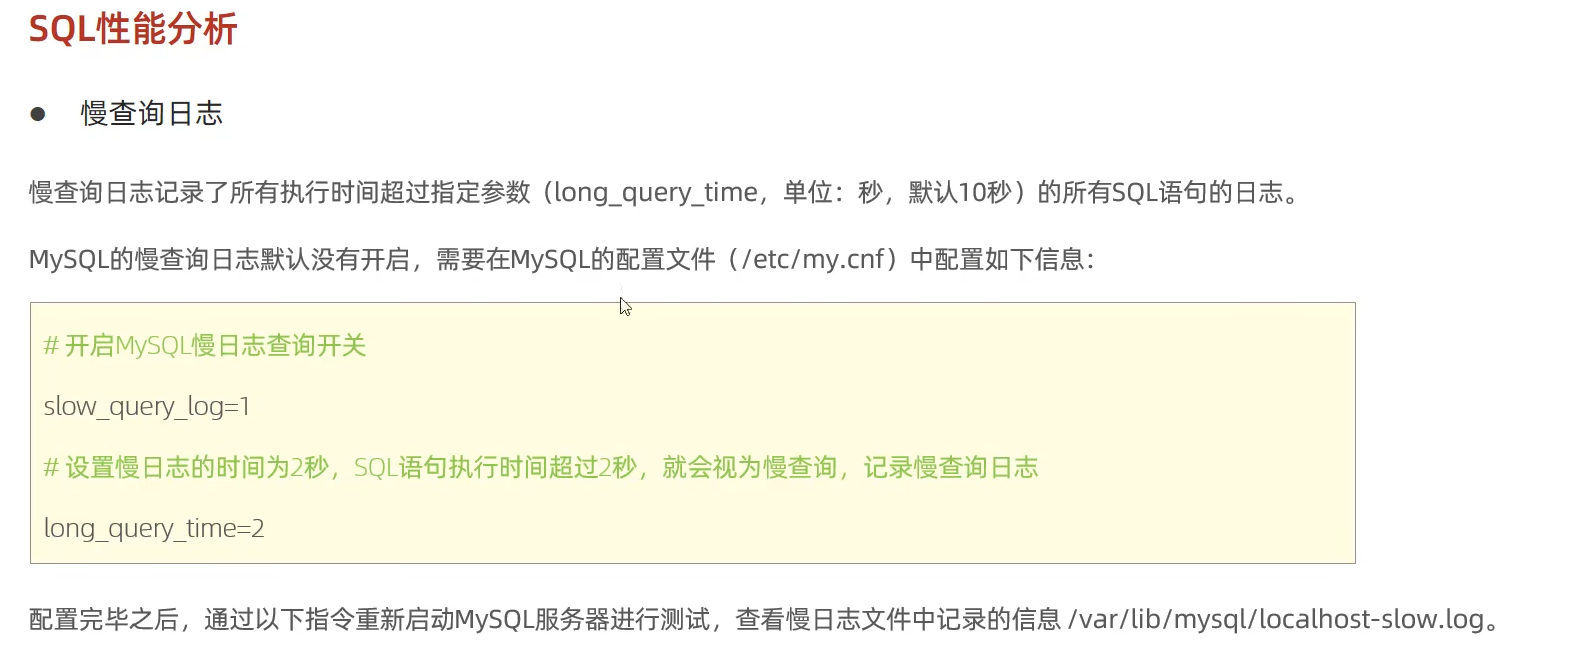 SQL性能分析
● 慢查询日志
慢查询日志记录了所有执行时间超过指定参数（long_query_time，单位：秒，默认10秒）的所有SQL语句的日志。
MySQL的慢查询日志默认没有开启，需要在MySQL的配置文件（/etc/my.cnf）中配置如下信息：
# 开启MySQL慢日志查询开关
slow_query_log=1
# 设置慢日志的时间为2秒，SQL语句执行时间超过2秒，就会视为慢查询，记录慢查询日志
long_query_time=2
配置完毕之后，通过以下指令重新启动MySQL服务器进行测试，查看慢日志文件中记录的信息 /var/lib/mysql/localhost-slow.log。